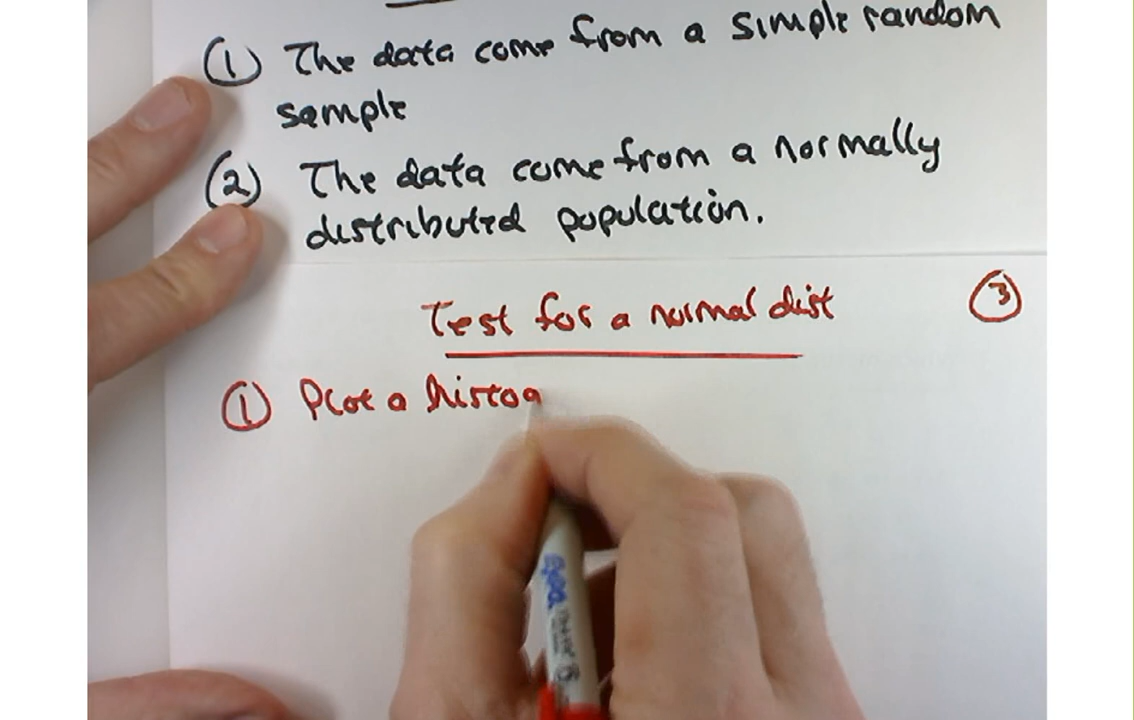 ① The data come from a simple random
sample
② The data come from a normally
distributed population.
Test for a normal dist ③
① Plot a histog